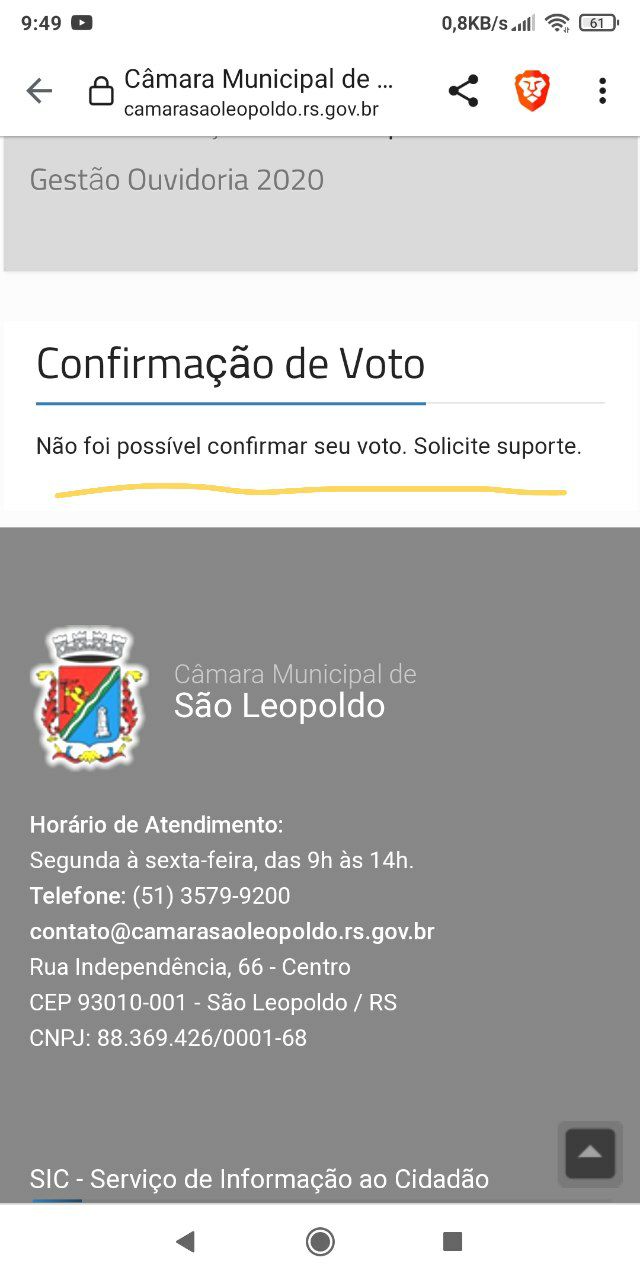 9:49 0,8KB/s 61
Câmara Municipal de ...
camarasaoleopoldo.rs.gov.br
Gestão Ouvidoria 2020
Confirmação de Voto
Não foi possível confirmar seu voto. Solicite suporte.
Câmara Municipal de
São Leopoldo
Horário de Atendimento:
Segunda à sexta-feira, das 9h às 14h.
Telefone: (51) 3579-9200
contato@camarasaoleopoldo.rs.gov.br
Rua Independência, 66 - Centro
CEP 93010-001 - São Leopoldo / RS
CNPJ: 88.369.426/0001-68
SIC - Serviço de Informação ao Cidadão